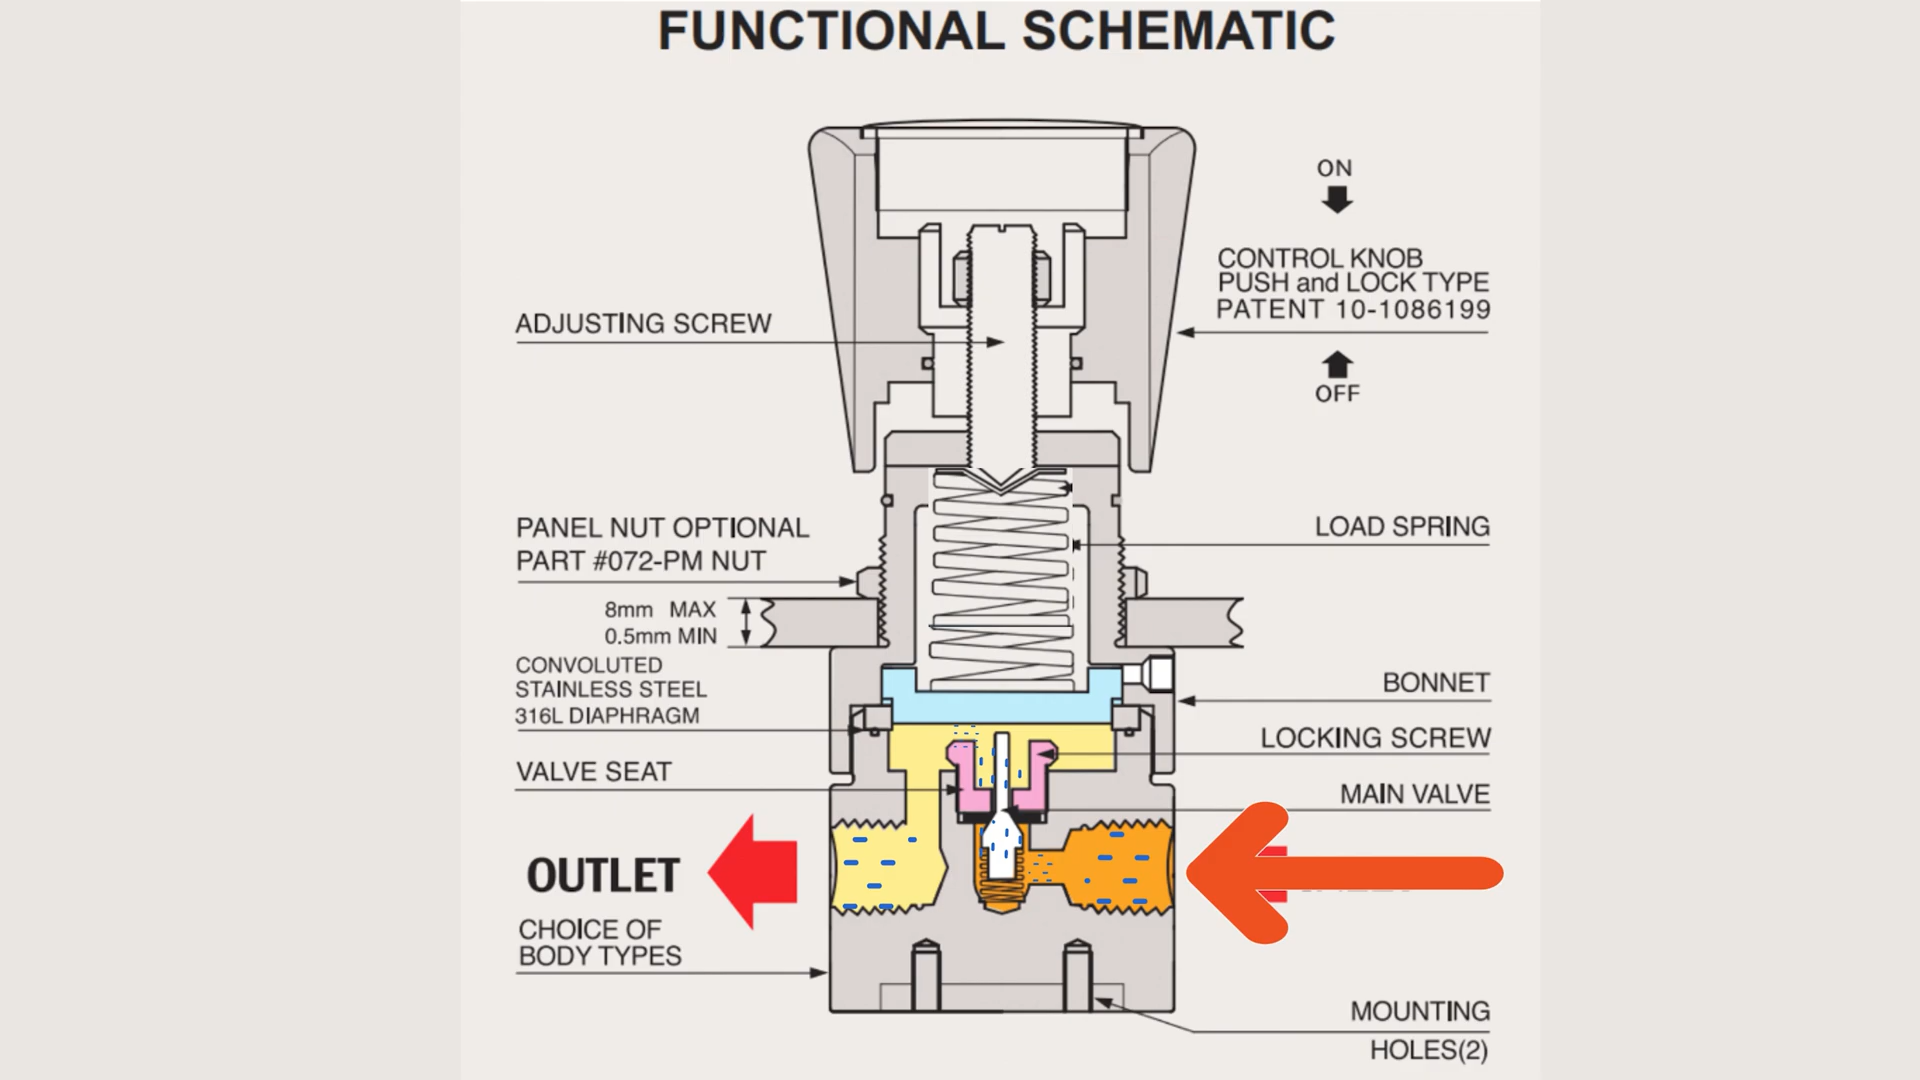 FUNCTIONAL SCHEMATIC
ON
CONTROL KNOB
PUSH and LOCK TYPE
PATENT 10-1086199
OFF
ADJUSTING SCREW
PANEL NUT OPTIONAL
PART #072-PM NUT
8mm MAX
0.5mm MIN
CONVOLUTED
STAINLESS STEEL
316L DIAPHRAGM
VALVE SEAT
OUTLET
CHOICE OF
BODY TYPES
LOAD SPRING
BONNET
LOCKING SCREW
MAIN VALVE
MOUNTING
HOLES(2)